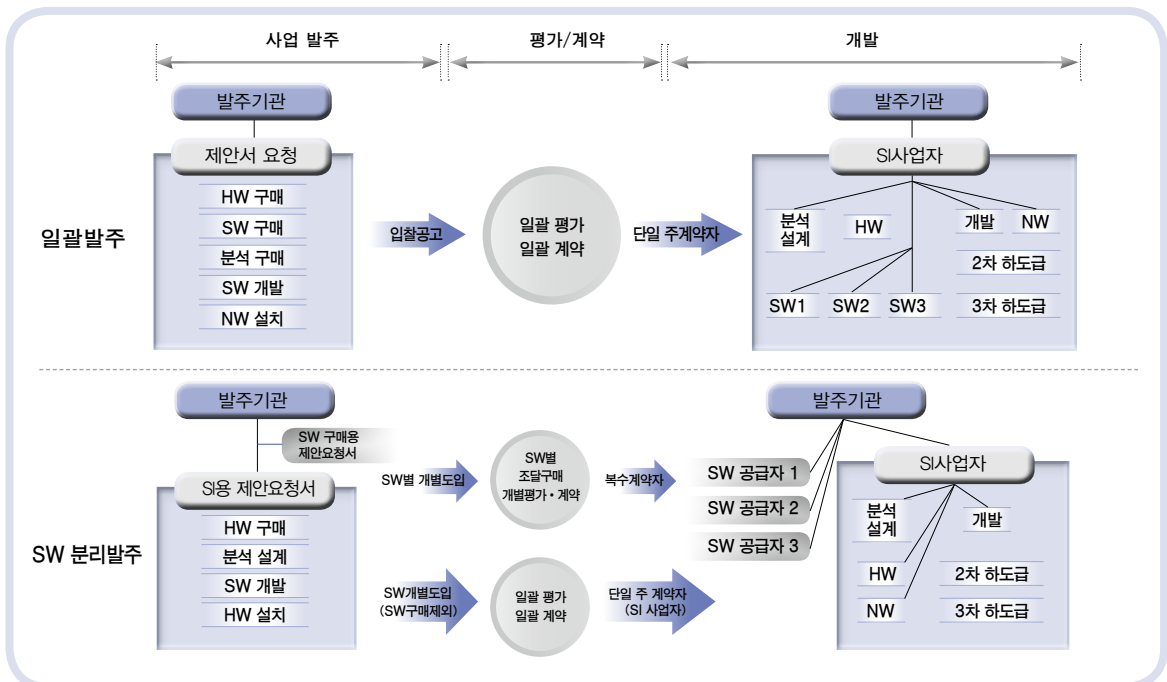 사업 발주
평가/계약
개발
일괄발주
발주기관
제안서 요청
HW 구매
SW 구매
분석 구매
SW 개발
NW 설치
입찰공고
일괄 평가
일괄 계약
단일 주계약자
발주기관
SI사업자
분석
설계
HW
개발
NW
2차 하도급
SW1
SW2
SW3
3차 하도급
SW 분리발주
발주기관
SW 구매용
제안요청서
SI용 제안요청서
HW 구매
분석 설계
SW 개발
HW 설치
SW별 개별도입
SW별
조달구매
개별평가·계약
복수계약자
SW개별도입
(SW구매제외)
일괄 평가
일괄 계약
단일 주 계약자
(SI 사업자)
발주기관
SW 공급자 1
SW 공급자 2
SW 공급자 3
SI사업자
분석
설계
개발
HW
2차 하도급
NW
3차 하도급